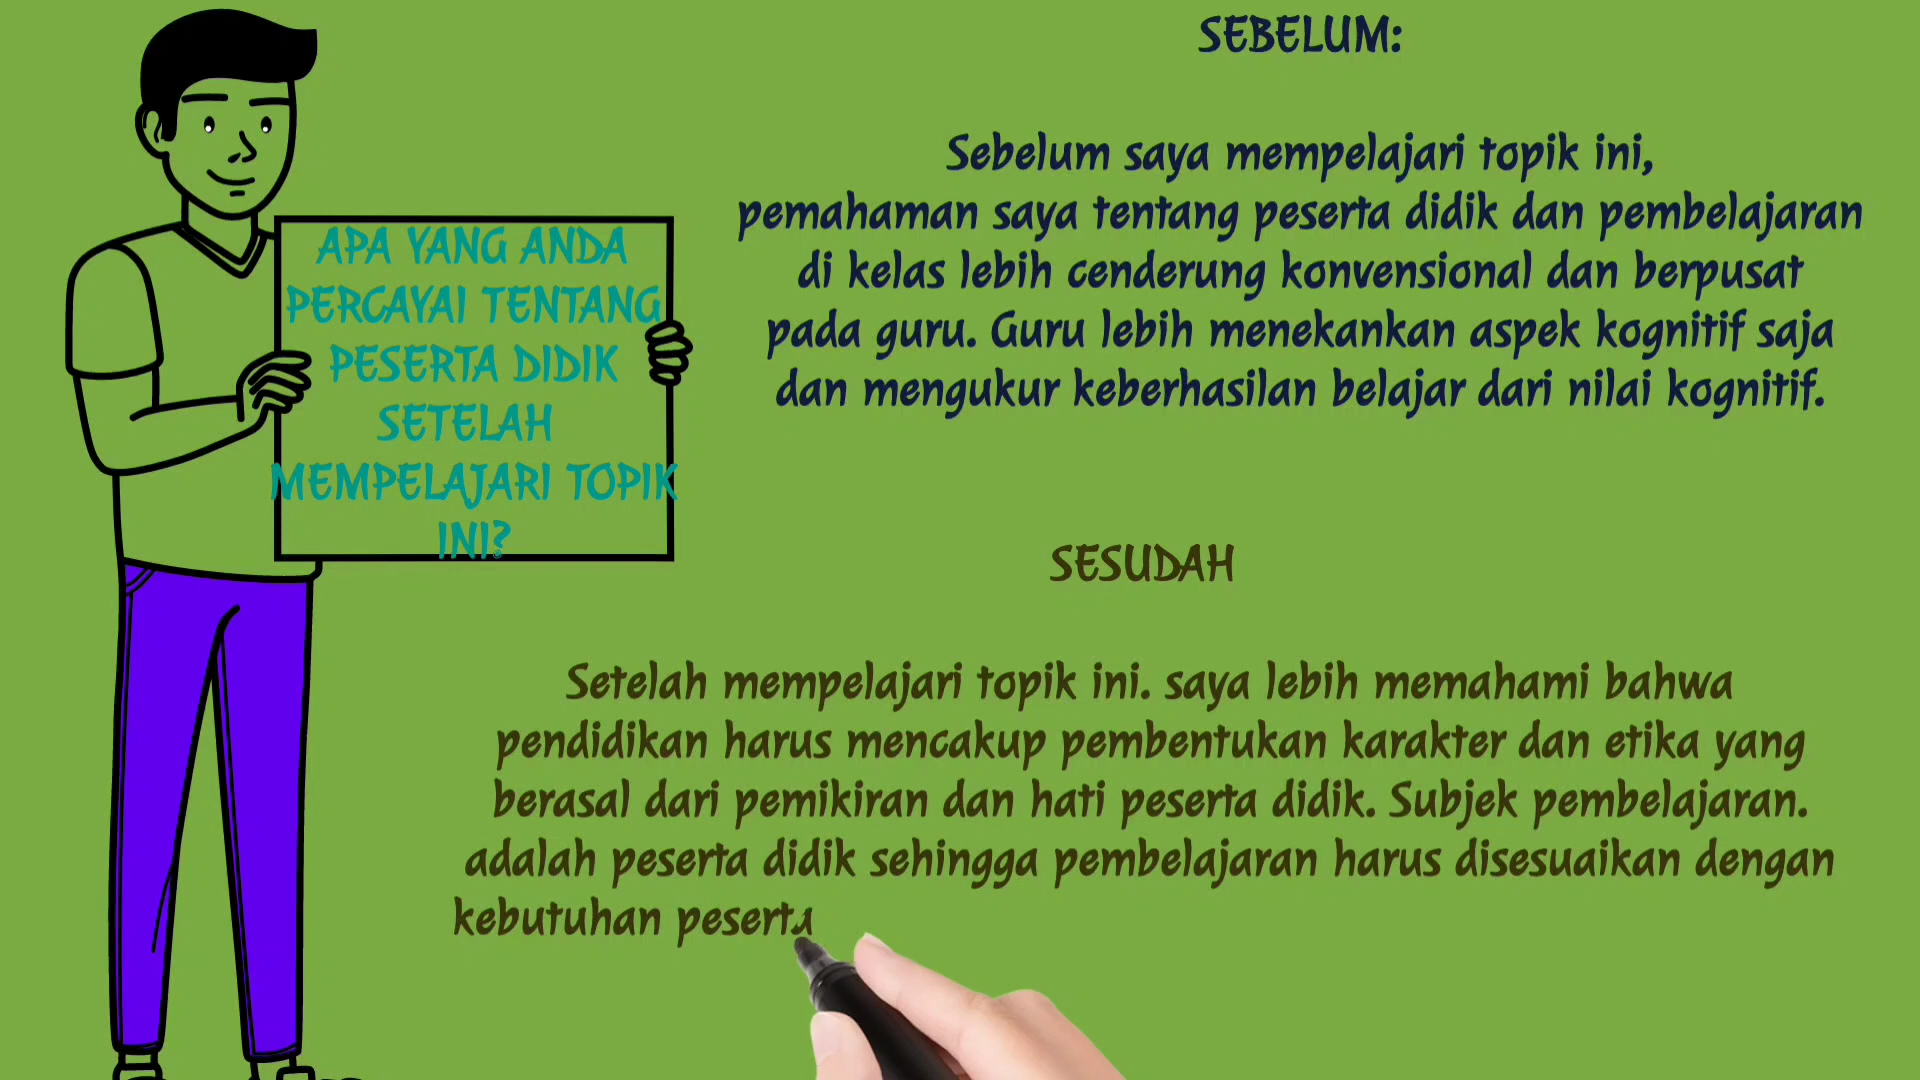 APA YANG ANDA
PERCAYAI TENTANG
PESERTA DIDIK
SETELAH
MEMPELAJARI TOPIK
INI?
SEBELUM:
Sebelum saya mempelajari topik ini,
pemahaman saya tentang peserta didik dan pembelajaran
di kelas lebih cenderung konvensional dan berpusat
pada guru. Guru lebih menekankan aspek kognitif saja
dan mengukur keberhasilan belajar dari nilai kognitif.
SESUDAH
Setelah mempelajari topik ini. saya lebih memahami bahwa
pendidikan harus mencakup pembentukan karakter dan etika yang
berasal dari pemikiran dan hati peserta didik. Subjek pembelajaran.
adalah peserta didik sehingga pembelajaran harus disesuaikan dengan
kebutuhan peserta